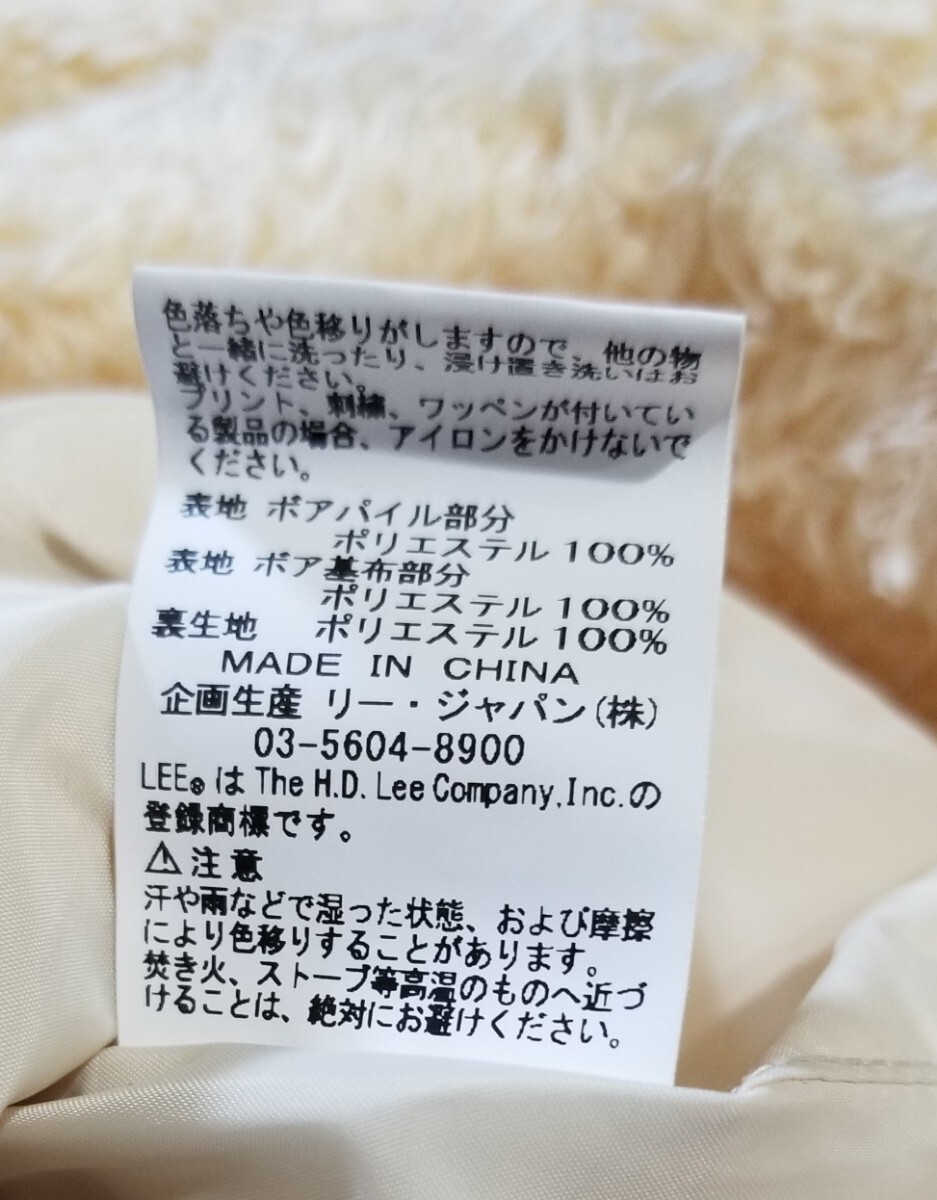 色落ちや色移りがしますので、他の物
と一緒に洗ったり、浸け置き洗いはお
避けください。
プリント、刺繍、ワッペンが付いてい
る製品の場合、アイロンをかけないで
ください。
表地 ボアパイル部分
ポリエステル 100%
表地 ボア基布部分
ポリエステル 100%
裏生地 ポリエステル 100%
MADE IN CHINA
企画生産 リー・ジャパン(株)
03-5604-8900
LEE®は The H.D. Lee Company,Inc.の
登録商標です。
⚠注意
汗や雨などで湿った状態、および摩擦
により色移りすることがあります。
焚き火、ストーブ等高温のものへ近づ
けることは、絶対にお避けください。